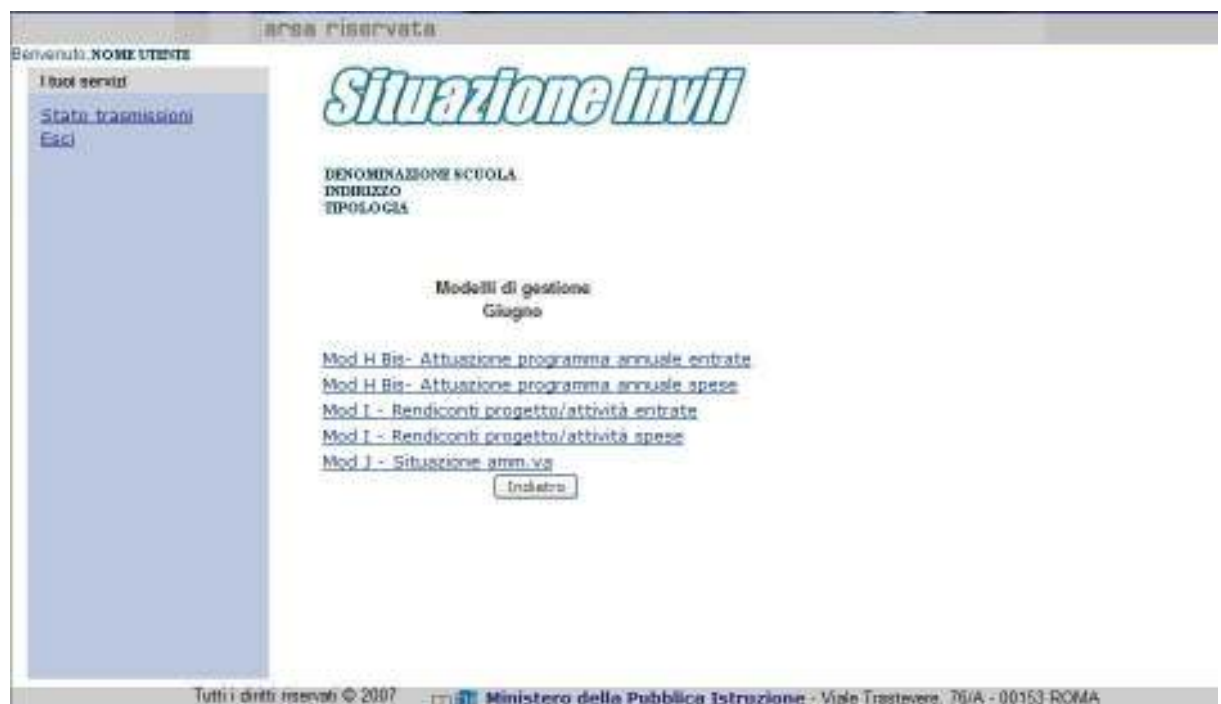 area riservata
Benvenuto NOME UTENTE
I tuoi servizi
Stato trasmissioni
Esci
Situazione invii
DENOMINAZIONE SCUOLA
INDIRIZZO
TIPOLOGIA
Modelli di gestione
Giugno
Mod H Bis- Attuazione programma annuale entrate
Mod H Bis- Attuazione programma annuale spese
Mod I - Rendiconti progetto/attività entrate
Mod I - Rendiconti progetto/attività spese
Mod J - Situazione amm.va
Indietro
Tutti i diritti riservati © 2007 Ministero della Pubblica Istruzione - Viale Trastevere, 76/A - 00153 ROMA